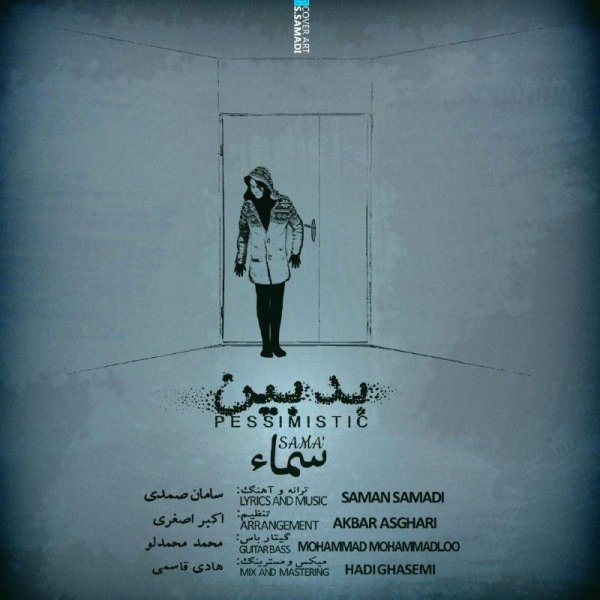 COVER ART
S.SAMADI
بدبین
PESSIMISTIC
SAMA'
سماء
ترانه و آهنگ: سامان صمدی
LYRICS AND MUSIC SAMAN SAMADI
تنظیم: اکبر اصغری
ARRANGEMENT AKBAR ASGHARI
گیتار باس: محمد محمدلو
GUITAR BASS MOHAMMAD MOHAMMADLOO
میکس و مسترینگ: هادی قاسمی
MIX AND MASTERING HADI GHASEMI